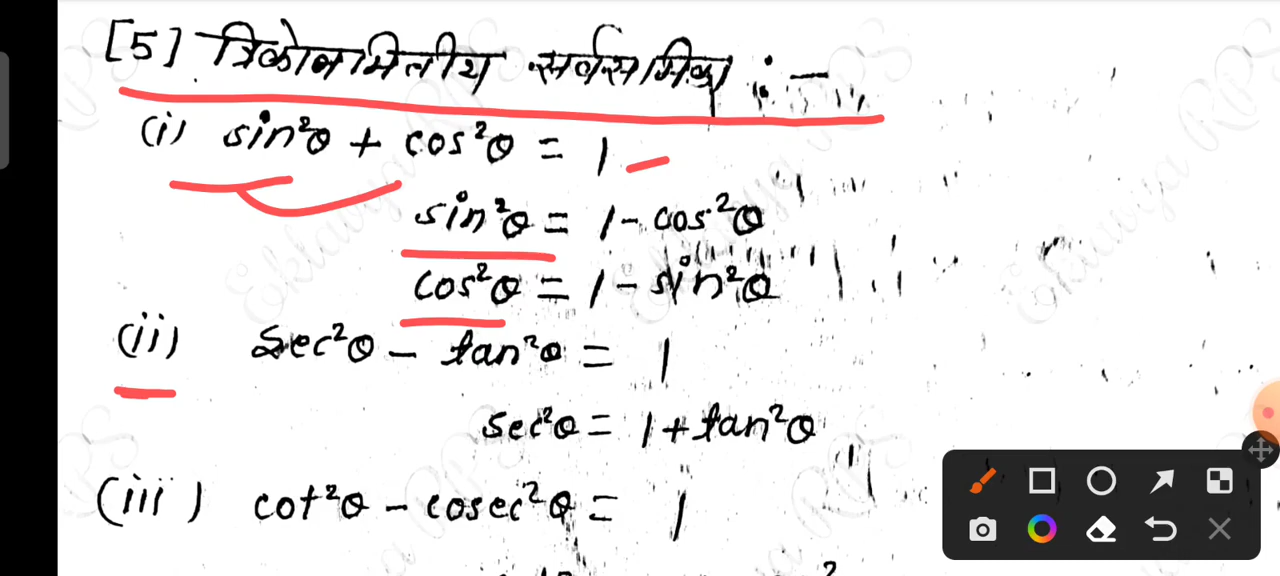 [5] त्रिकोणमितीय सर्वसमिका :—
(i) sin²θ + cos²θ = 1
sin²θ = 1 - cos²θ
cos²θ = 1 - sin²θ
(ii) sec²θ - tan²θ = 1
sec²θ = 1 + tan²θ
(iii) cot²θ - cosec²θ = 1